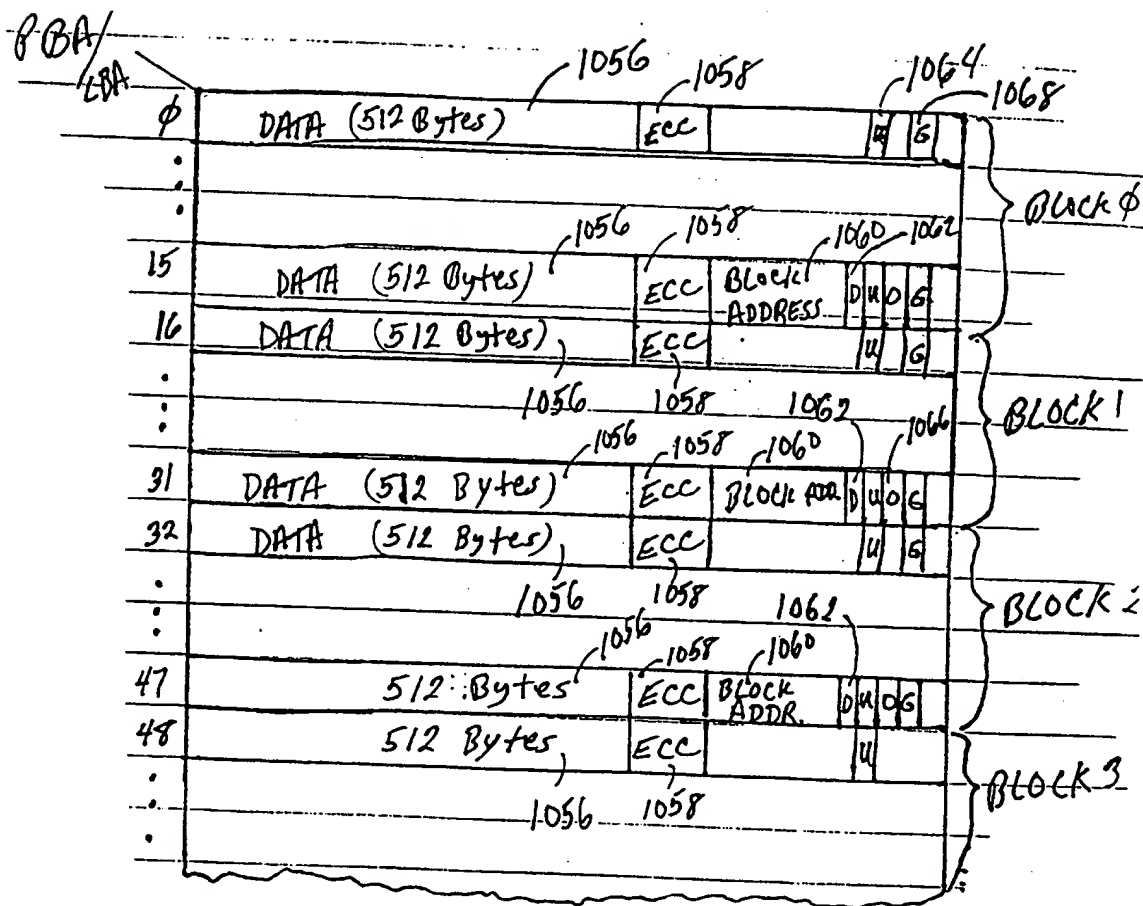 PBA/
LBA
1056 1058 1064 1068
φ DATA (512 Bytes) ECC U G
BLOCK φ
1056 1058 1060 1062
15 DATA (512 Bytes) ECC BLOCK ADDRESS D U O G
16 DATA (512 Bytes) ECC U G
1056 1058 1062 1066
BLOCK 1
1056 1058 1060
31 DATA (512 Bytes) ECC BLOCK ADDR D U O G
32 DATA (512 Bytes) ECC U G
1056 1058 1062
BLOCK 2
1056 1058 1060
47 512 Bytes ECC BLOCK ADDR. D U O G
48 512 Bytes ECC U
BLOCK 3
1056 1058